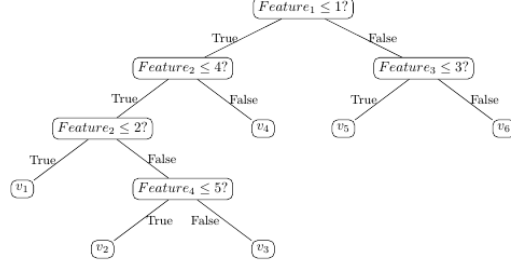 Feature₁ ≤ 1?
True
False
Feature₂ ≤ 4?
Feature₃ ≤ 3?
True
False
True
False
Feature₂ ≤ 2?
v₄
v₅
v₆
True
False
v₁
Feature₄ ≤ 5?
True
False
v₂
v₃